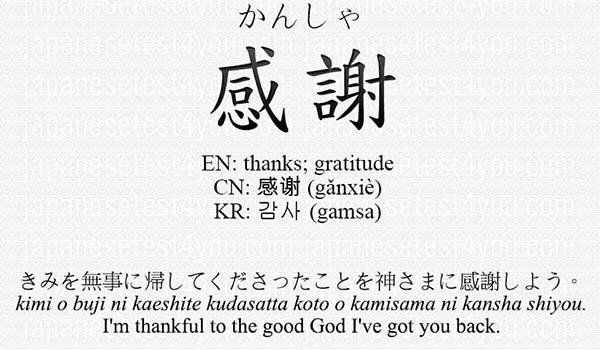 かんしゃ
感謝
EN: thanks; gratitude
CN: 感谢 (gǎnxiè)
KR: 감사 (gamsa)
きみを無事に帰してくださったことを神さまに感謝しよう。
kimi o buji ni kaeshite kudasatta koto o kamisama ni kansha shiyou.
I'm thankful to the good God I've got you back.